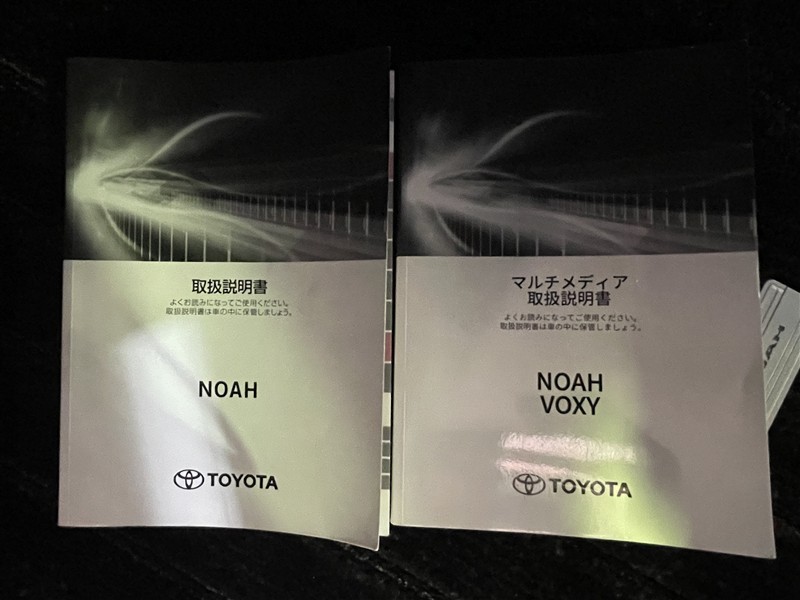 取扱説明書
よくお読みになってご使用ください。
取扱説明書は車の中に保管しましょう。
NOAH
TOYOTA
マルチメディア
取扱説明書
よくお読みになってご使用ください。
取扱説明書は車の中に保管しましょう。
NOAH
VOXY
TOYOTA